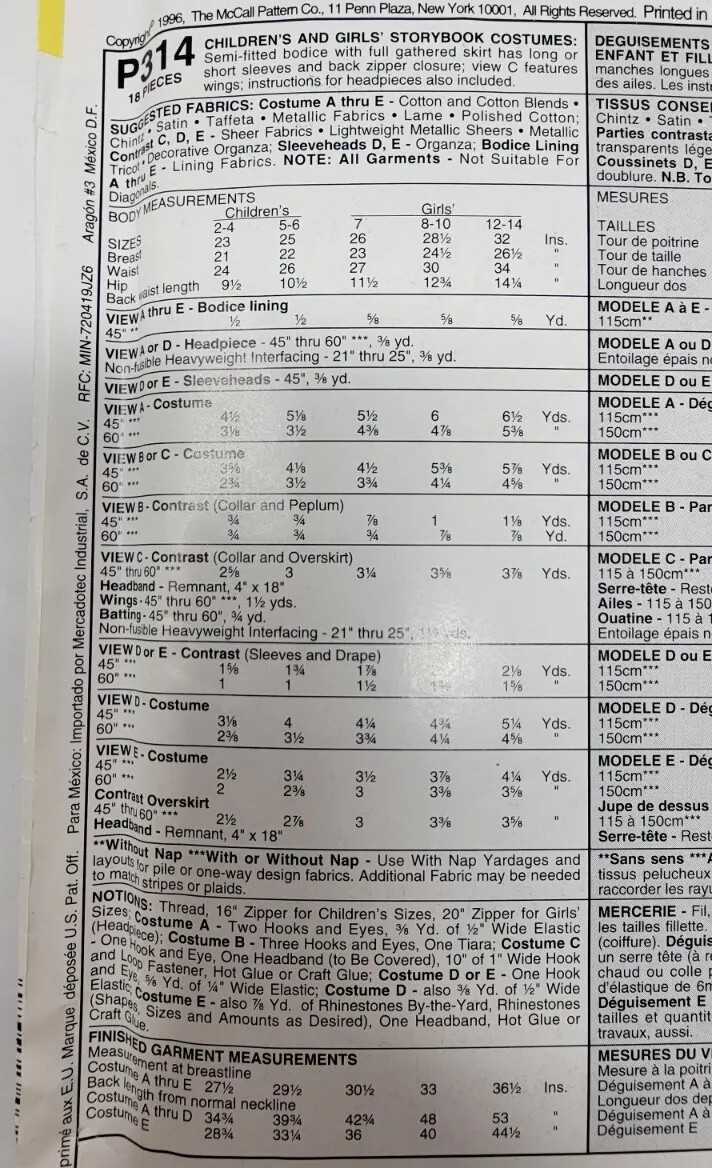 Copyright © 1996, The McCall Pattern Co., 11 Penn Plaza, New York 10001, All Rights Reserved. Printed in
P314
18 PIECES
CHILDREN'S AND GIRLS' STORYBOOK COSTUMES:
Semi-fitted bodice with full gathered skirt has long or
short sleeves and back zipper closure; view C features
wings; instructions for headpieces also included.
SUGGESTED FABRICS: Costume A thru E - Cotton and Cotton Blends •
Chintz • Satin • Taffeta • Metallic Fabrics • Lame • Polished Cotton;
Contrast C, D, E - Sheer Fabrics • Lightweight Metallic Sheers • Metallic
Tricot • Decorative Organza; Sleeveheads D, E - Organza; Bodice Lining
A thru E - Lining Fabrics. NOTE: All Garments - Not Suitable For
Diagonals.
BODY MEASUREMENTS
Children's Girls'
SIZES 2-4 5-6 7 8-10 12-14
Breast 23 25 26 28½ 32 Ins.
Waist 21 22 23 24½ 26½ "
Hip 24 26 27 30 34 "
Back waist length 9½ 10½ 11½ 12¾ 14¼ "
VIEW A thru E - Bodice lining
45" ** ½ ½ ⅝ ⅝ ⅝ Yd.
VIEW A or D - Headpiece - 45" thru 60" ***, ⅜ yd.
Non-fusible Heavyweight Interfacing - 21" thru 25", ⅜ yd.
VIEW D or E - Sleeveheads - 45", ⅜ yd.
VIEW A - Costume
45" *** 4½ 5⅛ 5½ 6 6½ Yds.
60" *** 3⅛ 3½ 4⅜ 4⅞ 5⅜ "
VIEW B or C - Costume
45" *** 3⅝ 4⅛ 4½ 5⅜ 5⅞ Yds.
60" *** 2¾ 3½ 3¾ 4¼ 4⅝ "
VIEW B - Contrast (Collar and Peplum)
45" *** ¾ ¾ ⅞ 1 1⅛ Yds.
60" *** ¾ ¾ ¾ ⅞ ⅞ Yd.
VIEW C - Contrast (Collar and Overskirt)
45" thru 60" *** 2⅝ 3 3¼ 3⅝ 3⅞ Yds.
Headband - Remnant, 4" x 18"
Wings - 45" thru 60" ***, 1½ yds.
Batting - 45" thru 60", ¾ yd.
Non-fusible Heavyweight Interfacing - 21" thru 25", yds.
VIEW D or E - Contrast (Sleeves and Drape)
45" *** 1⅝ 1¾ 1⅞ 2⅛ Yds.
60" *** 1 1 1½ 1⅝ "
VIEW D - Costume
45" *** 3⅛ 4 4¼ 4¾ 5¼ Yds.
60" *** 2⅜ 3½ 3¾ 4¼ 4⅝ "
VIEW E - Costume
45" *** 2½ 3¼ 3½ 3⅞ 4¼ Yds.
60" *** 2 2⅜ 3 3⅜ 3⅝ "
Contrast Overskirt
45" thru 60" *** 2½ 2⅞ 3 3⅜ 3⅝ "
Headband - Remnant, 4" x 18"
**Without Nap ***With or Without Nap - Use With Nap Yardages and
layouts for pile or one-way design fabrics. Additional Fabric may be needed
to match stripes or plaids.
NOTIONS: Thread, 16" Zipper for Children's Sizes, 20" Zipper for Girls'
Sizes; Costume A - Two Hooks and Eyes, ⅜ Yd. of ½" Wide Elastic
(Headpiece); Costume B - Three Hooks and Eyes, One Tiara; Costume C
- One Hook and Eye, One Headband (to Be Covered), 10" of 1" Wide Hook
and Loop Fastener, Hot Glue or Craft Glue; Costume D or E - One Hook
and Eye, ⅝ Yd. of ¼" Wide Elastic; Costume D - also ⅜ Yd. of ½" Wide
Elastic; Costume E - also ⅞ Yd. of Rhinestones By-the-Yard, Rhinestones
(Shapes, Sizes and Amounts as Desired), One Headband, Hot Glue or
Craft Glue.
FINISHED GARMENT MEASUREMENTS
Measurement at breastline
Costume A thru E 27½ 29½ 30½ 33 36½ Ins.
Back length from normal neckline
Costume A thru D 34¾ 39¾ 42¾ 48 53 "
Costume E 28¾ 33¼ 36 40 44½ "
DEGUISEMENTS
ENFANT ET FILL
manches longues
des ailes. Les inst
TISSUS CONSE
Chintz • Satin •
Parties contrasta
transparents lége
Coussinets D, E
doublure. N.B. To
MESURES
TAILLES
Tour de poitrine
Tour de taille
Tour de hanches
Longueur dos
MODELE A à E -
115cm**
MODELE A ou D
Entoilage épais n
MODELE D ou E
MODELE A - Dég
115cm***
150cm***
MODELE B ou C
115cm***
150cm***
MODELE B - Par
115cm***
150cm***
MODELE C - Par
115 à 150cm***
Serre-tête - Rest
Ailes - 115 à 150
Ouatine - 115 à 1
Entoilage épais n
MODELE D ou E
115cm***
150cm***
MODELE D - Dég
115cm***
150cm***
MODELE E - Dég
115cm***
150cm***
Jupe de dessus
115 à 150cm***
Serre-tête - Rest
**Sans sens ***A
tissus pelucheux
raccorder les rayu
MERCERIE - Fil,
les tailles fillette.
(coiffure). Déguis
un serre tête (à re
chaud ou colle p
d'élastique de 6m
Déguisement E
tailles et quantit
travaux, aussi.
MESURES DU V
Mesure à la poitri
Déguisement A à
Longueur dos dep
Déguisement A à
Déguisement E
primé aux E.U. Marque déposée U.S. Pat. Off. Para México: Importado por Mercadotec Industrial, S.A. de C.V. RFC: MIN-720419JZ6 Aragón #3 México D.F.